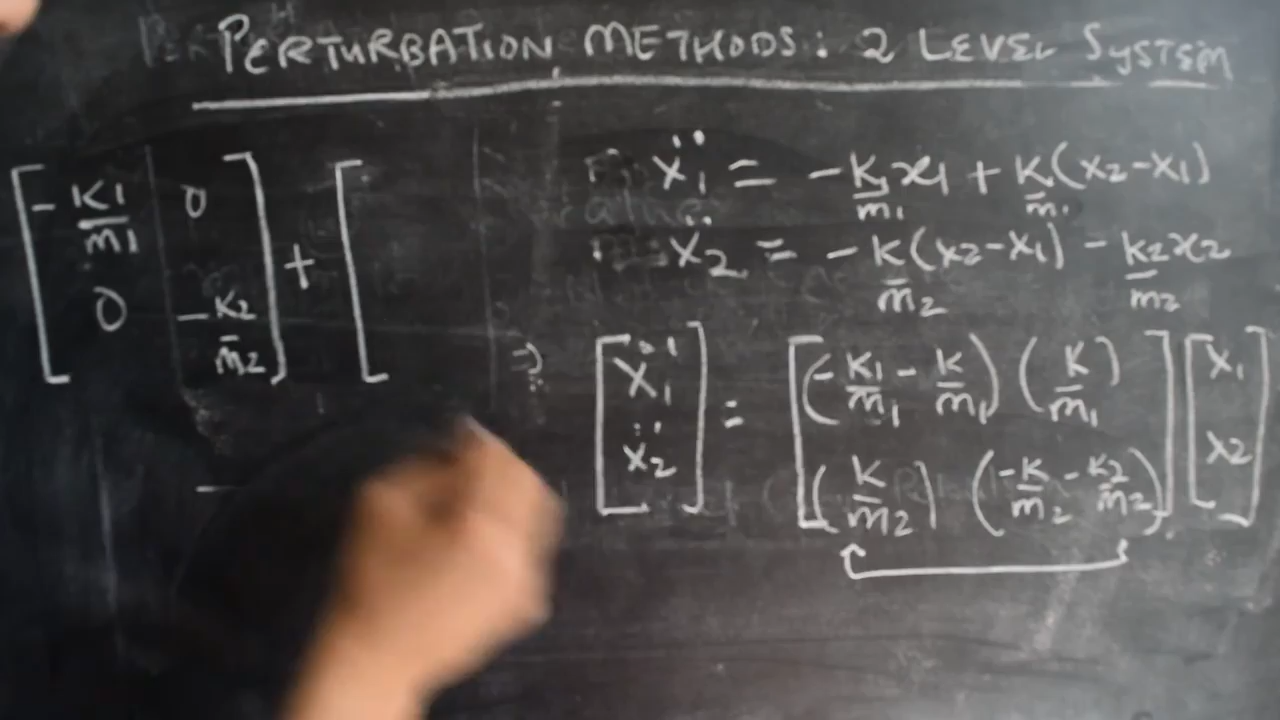 PERTURBATION METHODS: 2 LEVEL SYSTEM
[ -K1/m1 0 ; 0 -K2/m2 ] + [
ẍ1 = -K1/m1 x1 + K/m1 (x2-x1)
ẍ2 = -K/m2 (x2-x1) - K2/m2 x2
⇒ [ ẍ1 ; ẍ2 ] = [ (-K1/m1 - K/m1) (K/m1) ; (K/m2) (-K/m2 - K2/m2) ] [ x1 ; x2 ]